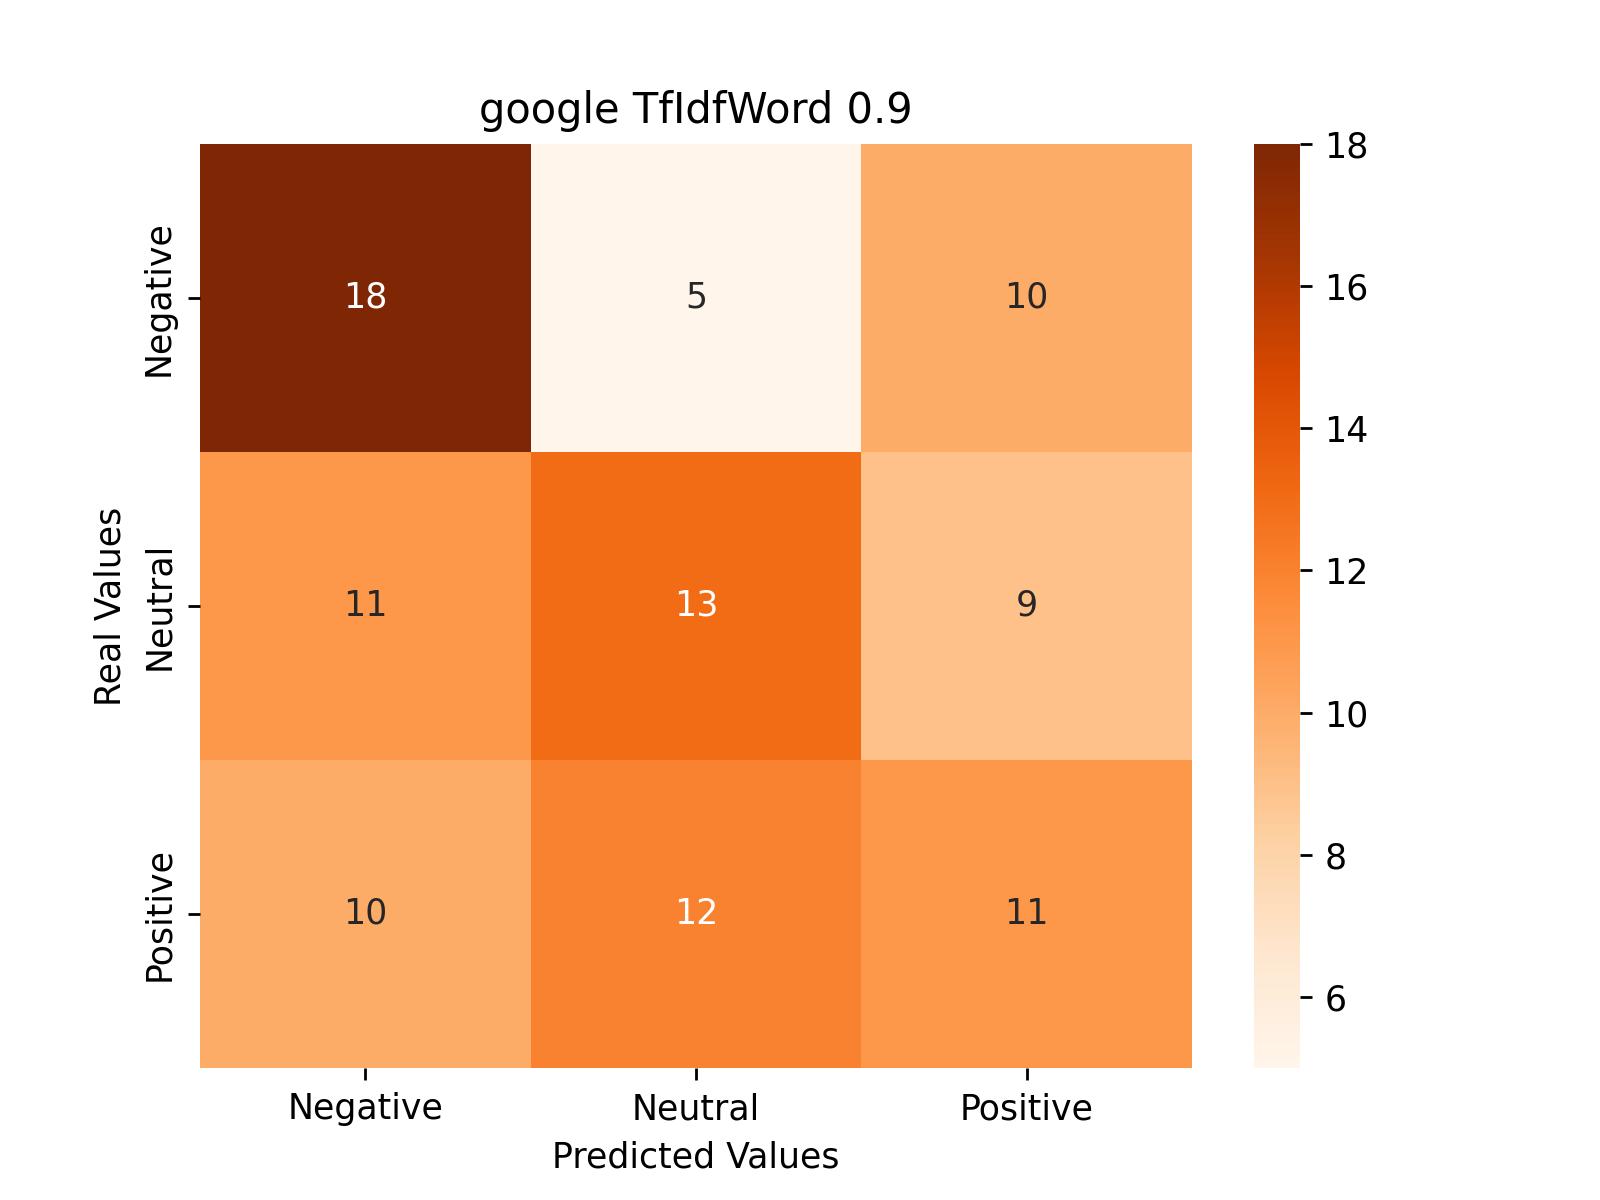 google TfIdfWord 0.9
Real Values
Negative
18 5 10
Neutral
11 13 9
Positive
10 12 11
Negative Neutral Positive
Predicted Values
18
16
14
12
10
8
6